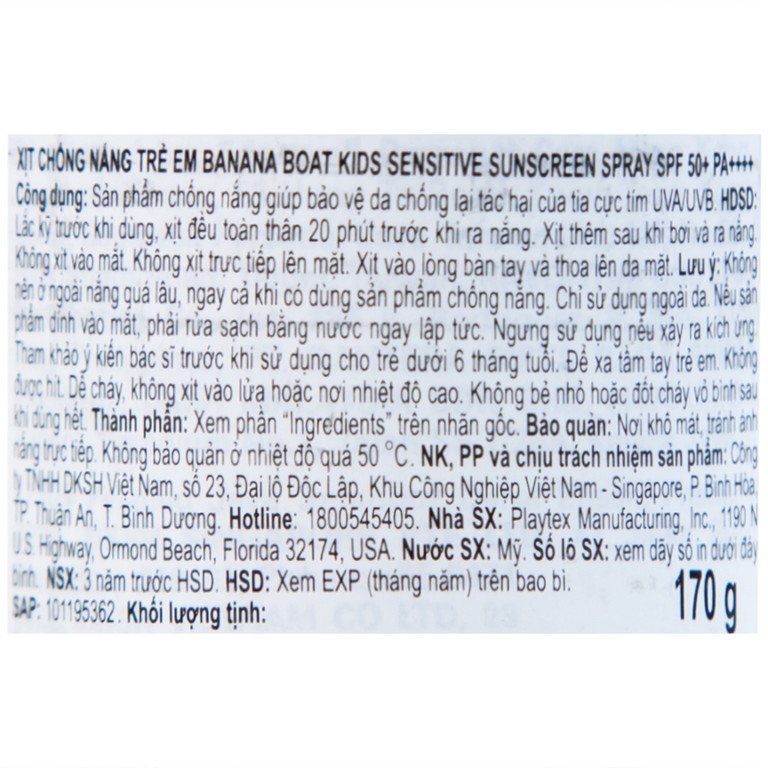 XỊT CHỐNG NẮNG TRẺ EM BANANA BOAT KIDS SENSITIVE SUNSCREEN SPRAY SPF 50+ PA++++
Công dụng: Sản phẩm chống nắng giúp bảo vệ da chống lại tác hại của tia cực tím UVA/UVB. HDSD:
Lắc kỹ trước khi dùng, xịt đều toàn thân 20 phút trước khi ra nắng. Xịt thêm sau khi bơi và ra nắng.
Không xịt vào mắt. Không xịt trực tiếp lên mặt. Xịt vào lòng bàn tay và thoa lên da mặt. Lưu ý: Không
nên ở ngoài nắng quá lâu, ngay cả khi có dùng sản phẩm chống nắng. Chỉ sử dụng ngoài da. Nếu sản
phẩm dính vào mắt, phải rửa sạch bằng nước ngay lập tức. Ngưng sử dụng nếu xảy ra kích ứng.
Tham khảo ý kiến bác sĩ trước khi sử dụng cho trẻ dưới 6 tháng tuổi. Để xa tầm tay trẻ em. Không
được hít. Dễ cháy, không xịt vào lửa hoặc nơi nhiệt độ cao. Không bẻ nhỏ hoặc đốt cháy vỏ bình sau
khi dùng hết. Thành phần: Xem phần "Ingredients" trên nhãn gốc. Bảo quản: Nơi khô mát, tránh ánh
nắng trực tiếp. Không bảo quản ở nhiệt độ quá 50 °C. NK, PP và chịu trách nhiệm sản phẩm: Công
ty TNHH DKSH Việt Nam, số 23, Đại lộ Độc Lập, Khu Công Nghiệp Việt Nam - Singapore, P. Bình Hòa,
TP. Thuận An, T. Bình Dương. Hotline: 1800545405. Nhà SX: Playtex Manufacturing, Inc., 1190 N
U.S. Highway, Ormond Beach, Florida 32174, USA. Nước SX: Mỹ. Số lô SX: xem dãy số in dưới đáy
bình. NSX: 3 năm trước HSD. HSD: Xem EXP (tháng năm) trên bao bì.
SAP: 101195362. Khối lượng tịnh: 170 g